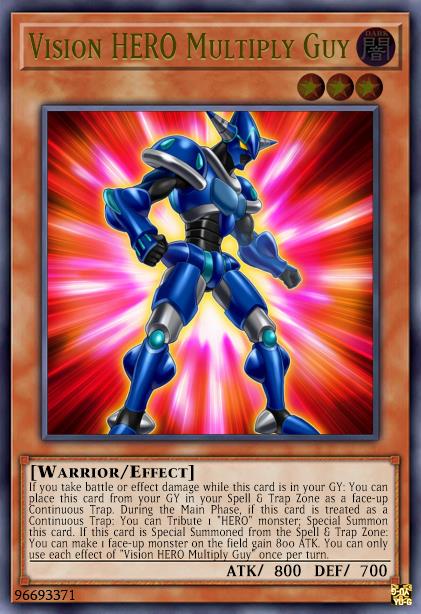 Vision HERO Multiply Guy
DARK
闇
[Warrior/Effect]
If you take battle or effect damage while this card is in your GY: You can
place this card from your GY in your Spell & Trap Zone as a face-up
Continuous Trap. During the Main Phase, if this card is treated as a
Continuous Trap: You can Tribute 1 "HERO" monster; Special Summon
this card. If this card is Special Summoned from the Spell & Trap Zone:
You can make 1 face-up monster on the field gain 800 ATK. You can only
use each effect of "Vision HERO Multiply Guy" once per turn.
ATK/ 800 DEF/ 700
96693371